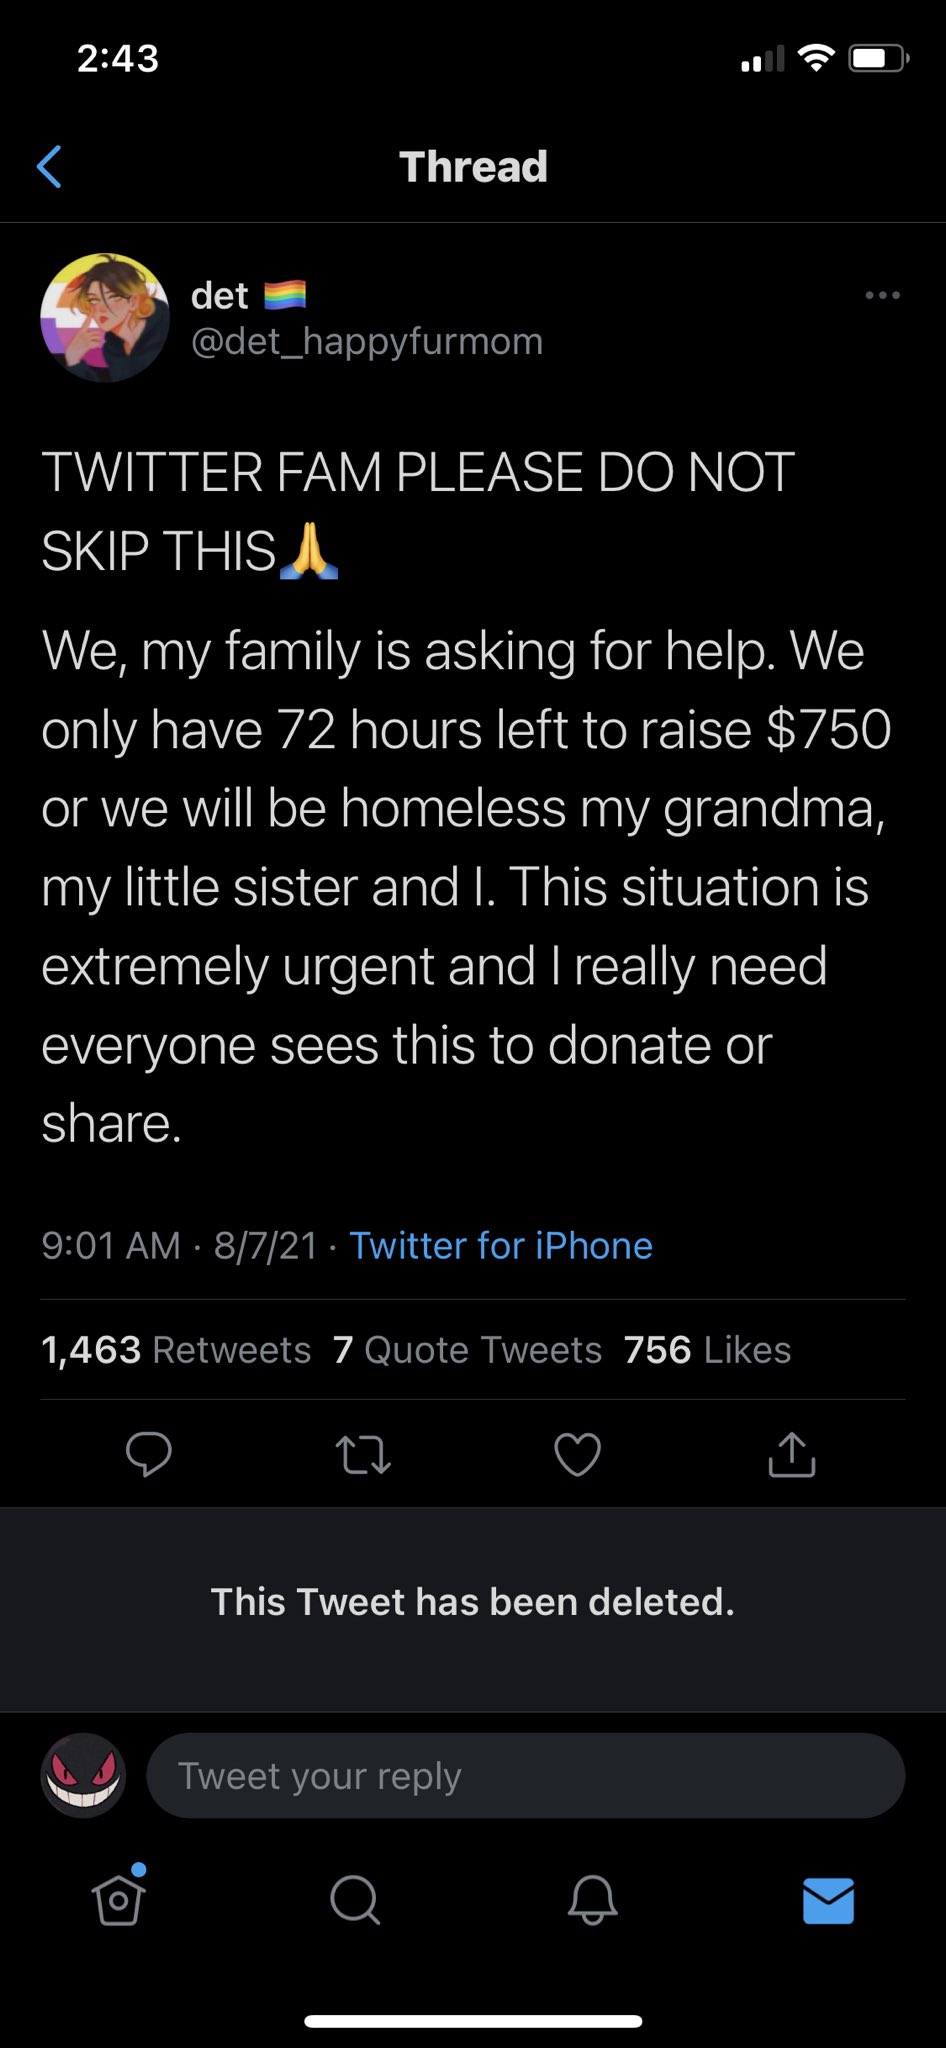 2:43
Thread
det 🏳️‍🌈
@det_happyfurmom
TWITTER FAM PLEASE DO NOT
SKIP THIS🙏
We, my family is asking for help. We
only have 72 hours left to raise $750
or we will be homeless my grandma,
my little sister and I. This situation is
extremely urgent and I really need
everyone sees this to donate or
share.
9:01 AM · 8/7/21 · Twitter for iPhone
1,463 Retweets 7 Quote Tweets 756 Likes
This Tweet has been deleted.
Tweet your reply